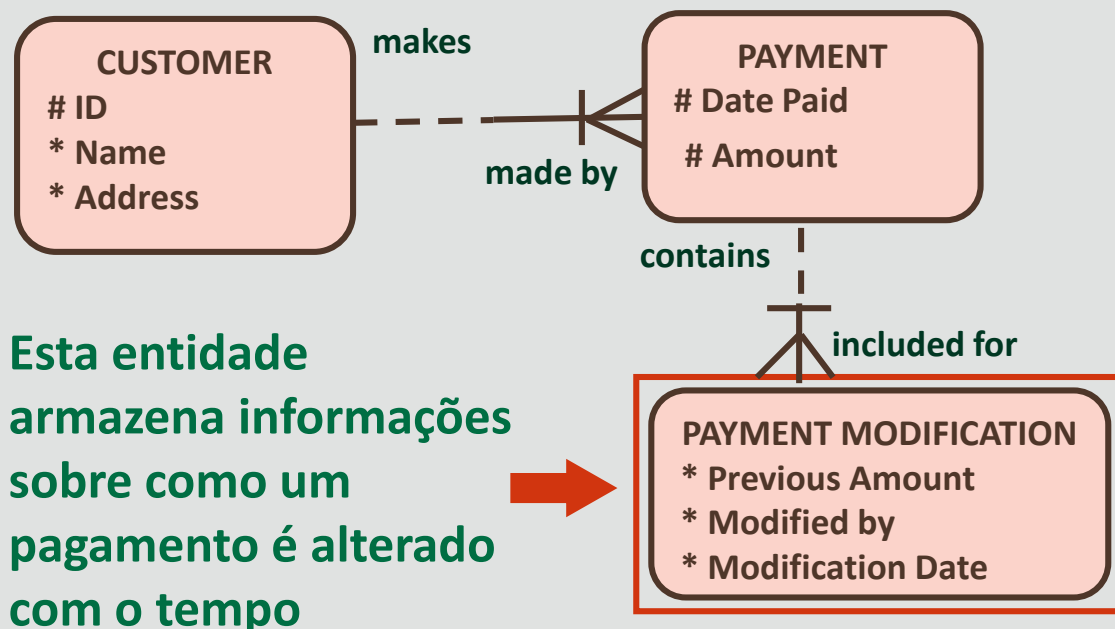 CUSTOMER
# ID
* Name
* Address
makes
made by
PAYMENT
# Date Paid
# Amount
contains
included for
Esta entidade
armazena informações
sobre como um
pagamento é alterado
com o tempo
PAYMENT MODIFICATION
* Previous Amount
* Modified by
* Modification Date